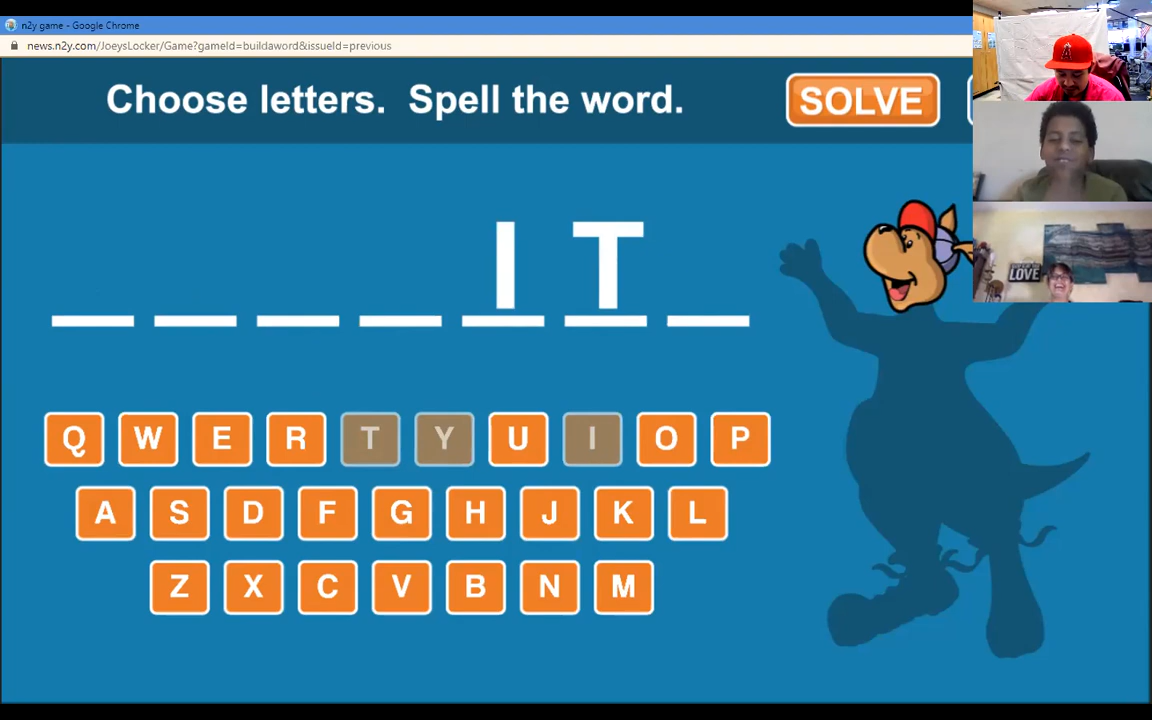 n2y game - Google Chrome
news.n2y.com/JoeysLocker/Game?gameId=buildaword&issueId=previous
Choose letters. Spell the word.
SOLVE
I T
Q W E R T Y U I O P
A S D F G H J K L
Z X C V B N M
LOVE